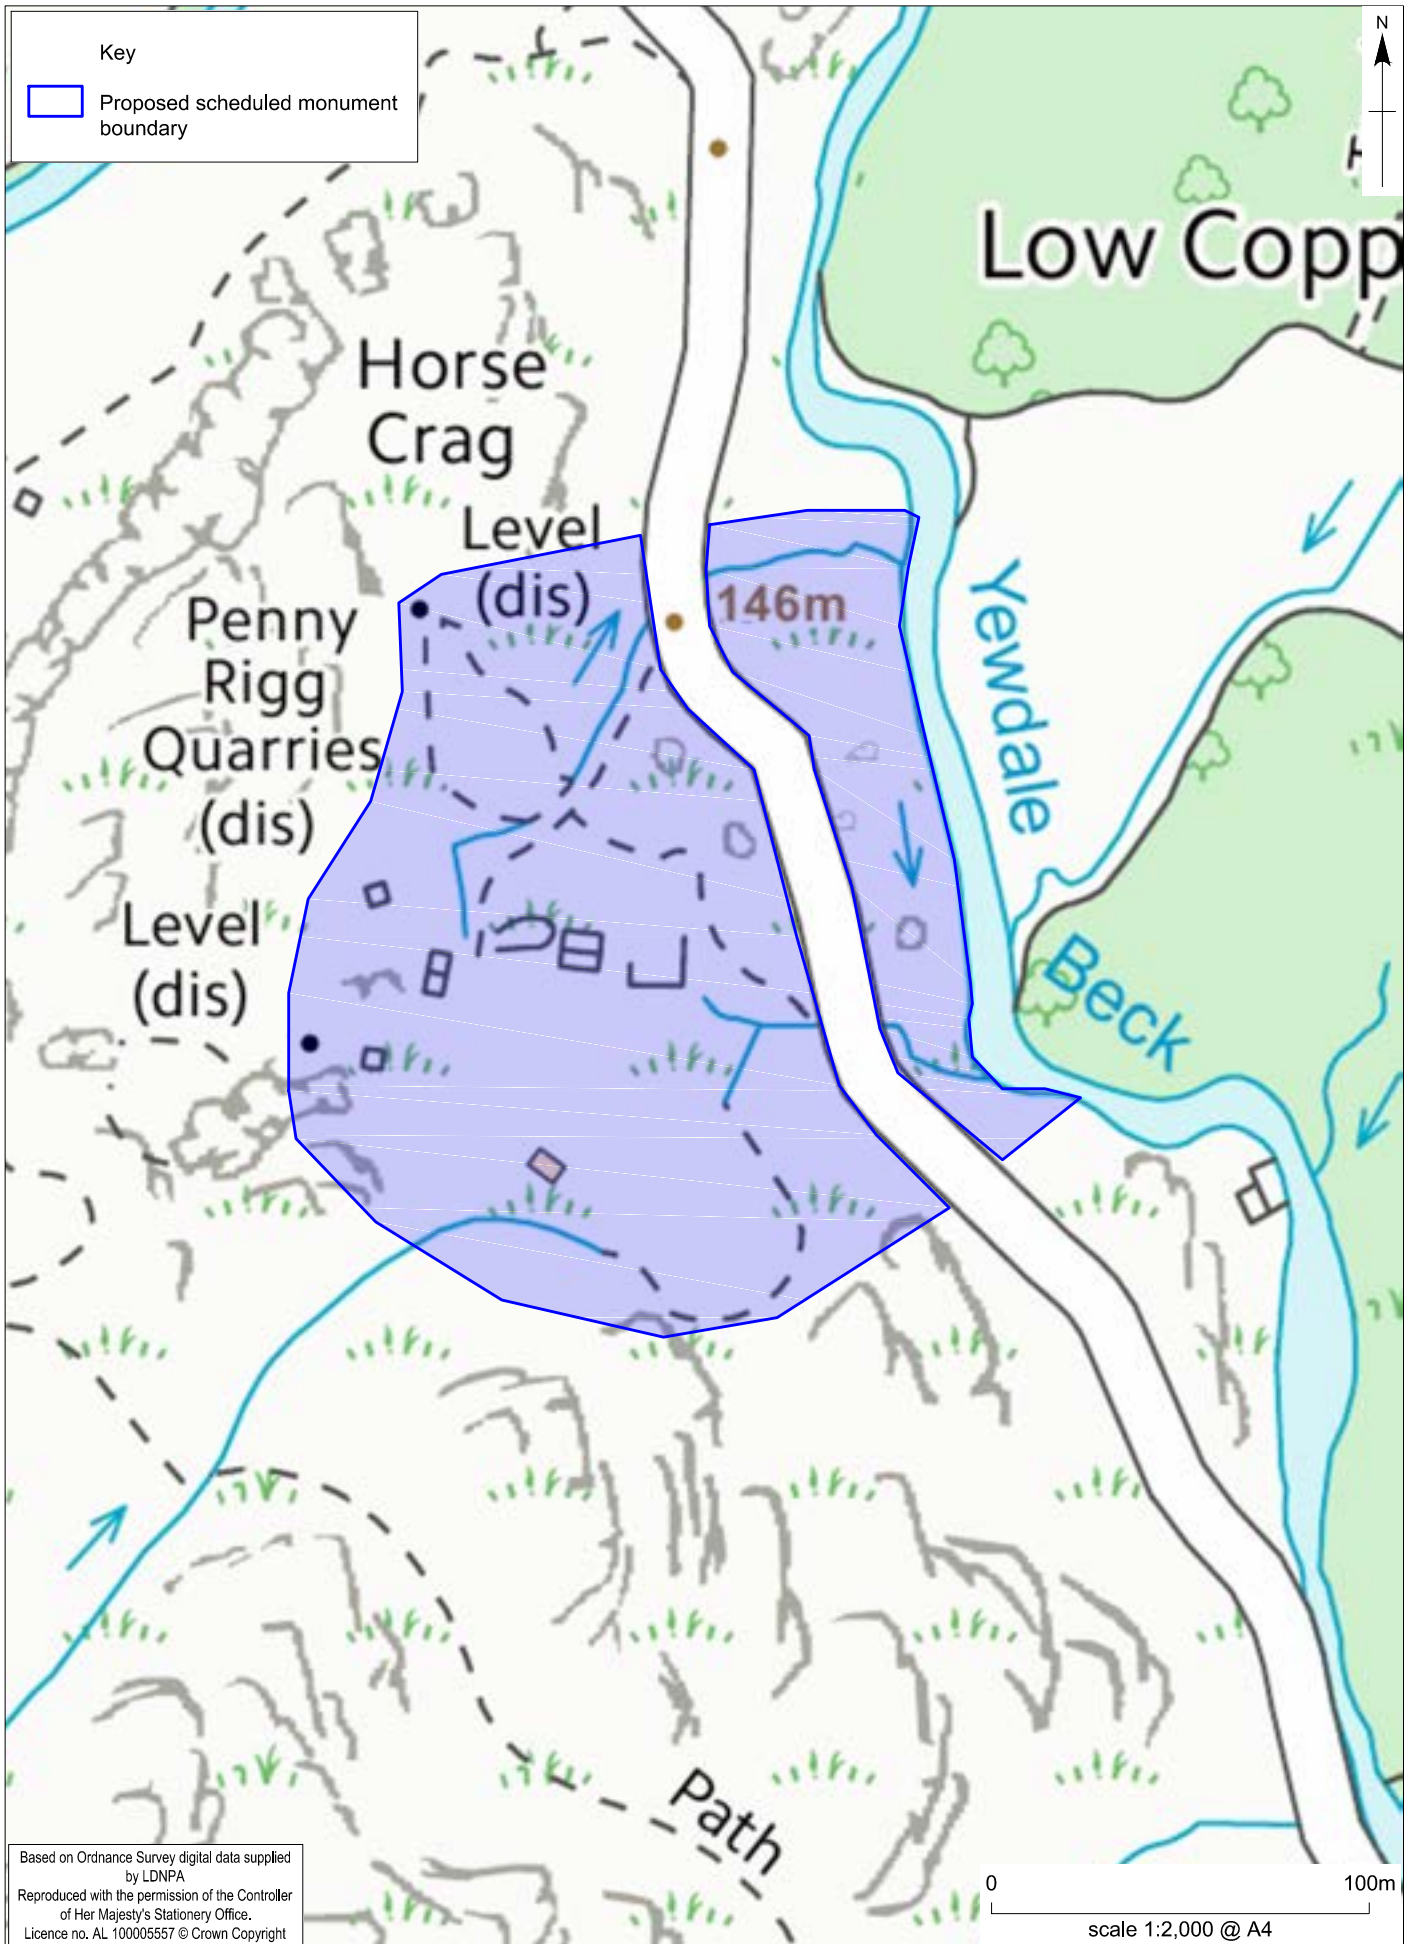 Key
Proposed scheduled monument
boundary
N
Low Copp
Horse
Crag
Level
(dis)
146m
Penny
Rigg
Quarries
(dis)
Yewdale
Beck
Level
(dis)
Path
Based on Ordnance Survey digital data supplied
by LDNPA
Reproduced with the permission of the Controller
of Her Majesty's Stationery Office.
Licence no. AL 100005557 © Crown Copyright
0 100m
scale 1:2,000 @ A4